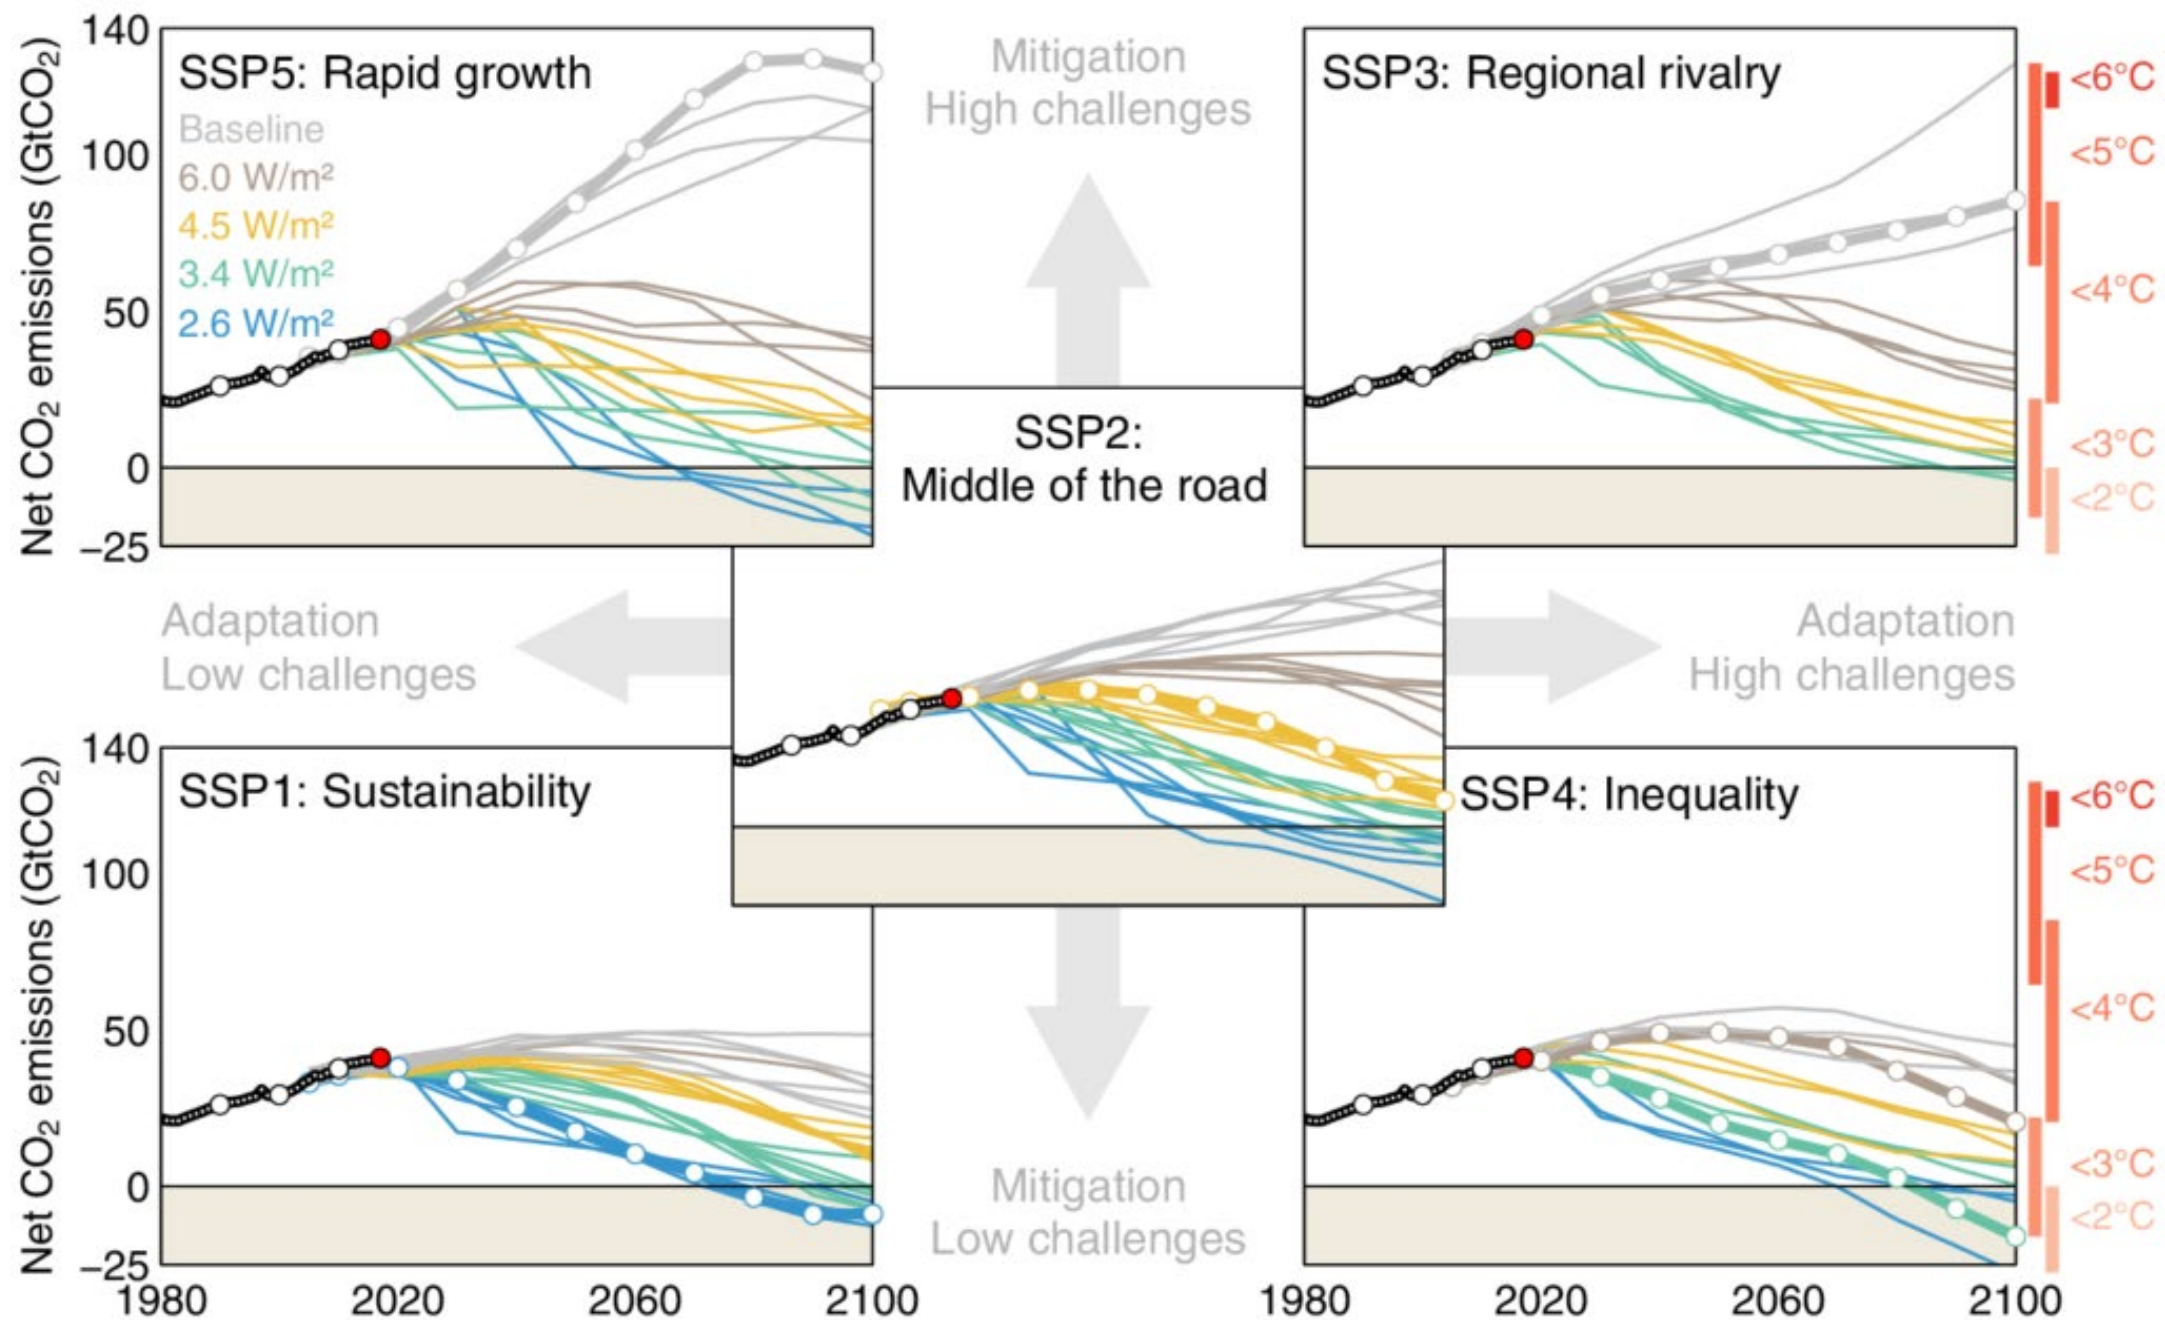 140
100
50
0
−25
Net CO₂ emissions (GtCO₂)
SSP5: Rapid growth
Baseline
6.0 W/m²
4.5 W/m²
3.4 W/m²
2.6 W/m²
Mitigation
High challenges
SSP3: Regional rivalry
<6°C
<5°C
<4°C
<3°C
<2°C
SSP2:
Middle of the road
Adaptation
Low challenges
Adaptation
High challenges
140
100
50
0
−25
Net CO₂ emissions (GtCO₂)
SSP1: Sustainability
1980
2020
2060
2100
Mitigation
Low challenges
SSP4: Inequality
<6°C
<5°C
<4°C
<3°C
<2°C
1980
2020
2060
2100